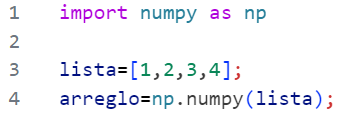 1 import numpy as np
2
3 lista=[1,2,3,4];
4 arreglo=np.numpy(lista);